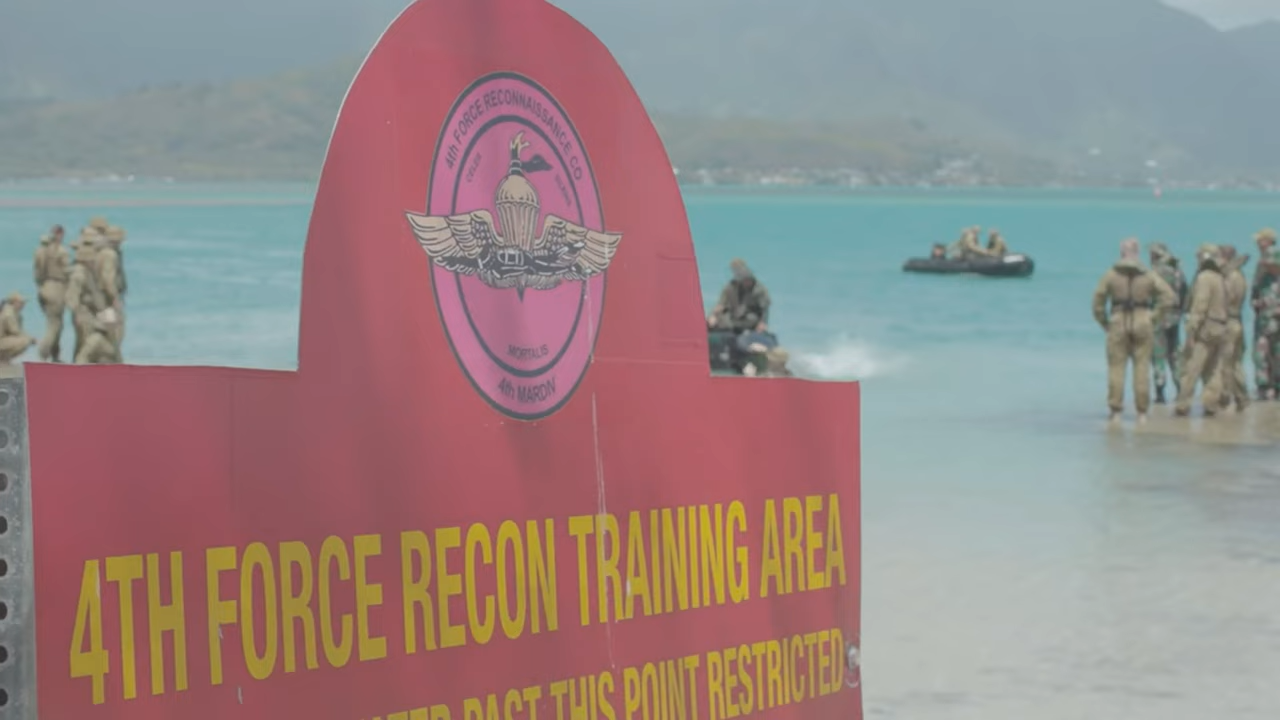 4th FORCE RECONNAISSANCE CO
MORTALIS
4th MARDIV
4TH FORCE RECON TRAINING AREA
PAST THIS POINT RESTRICTED